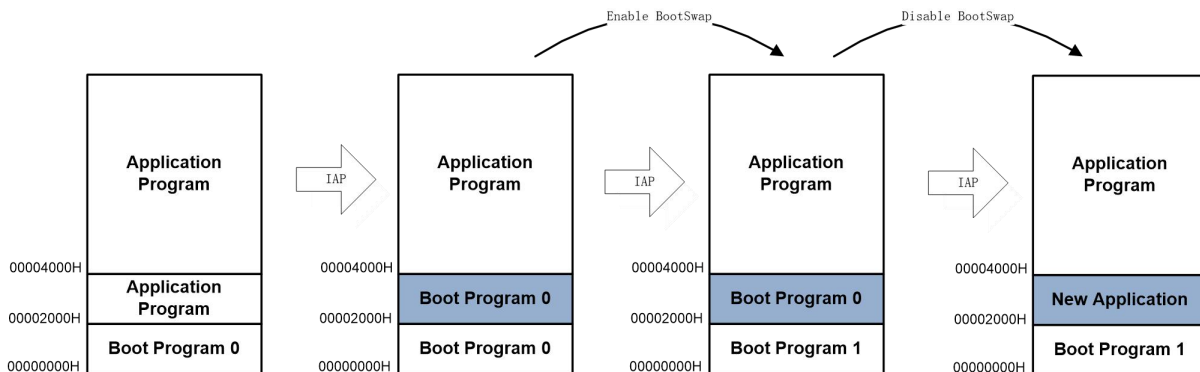 Enable BootSwap
Disable BootSwap
Application
Program
00004000H
Application
Program
00002000H
Boot Program 0
00000000H
IAP
Application
Program
00004000H
Boot Program 0
00002000H
Boot Program 0
00000000H
IAP
Application
Program
00004000H
Boot Program 0
00002000H
Boot Program 1
00000000H
IAP
Application
Program
00004000H
New Application
00002000H
Boot Program 1
00000000H